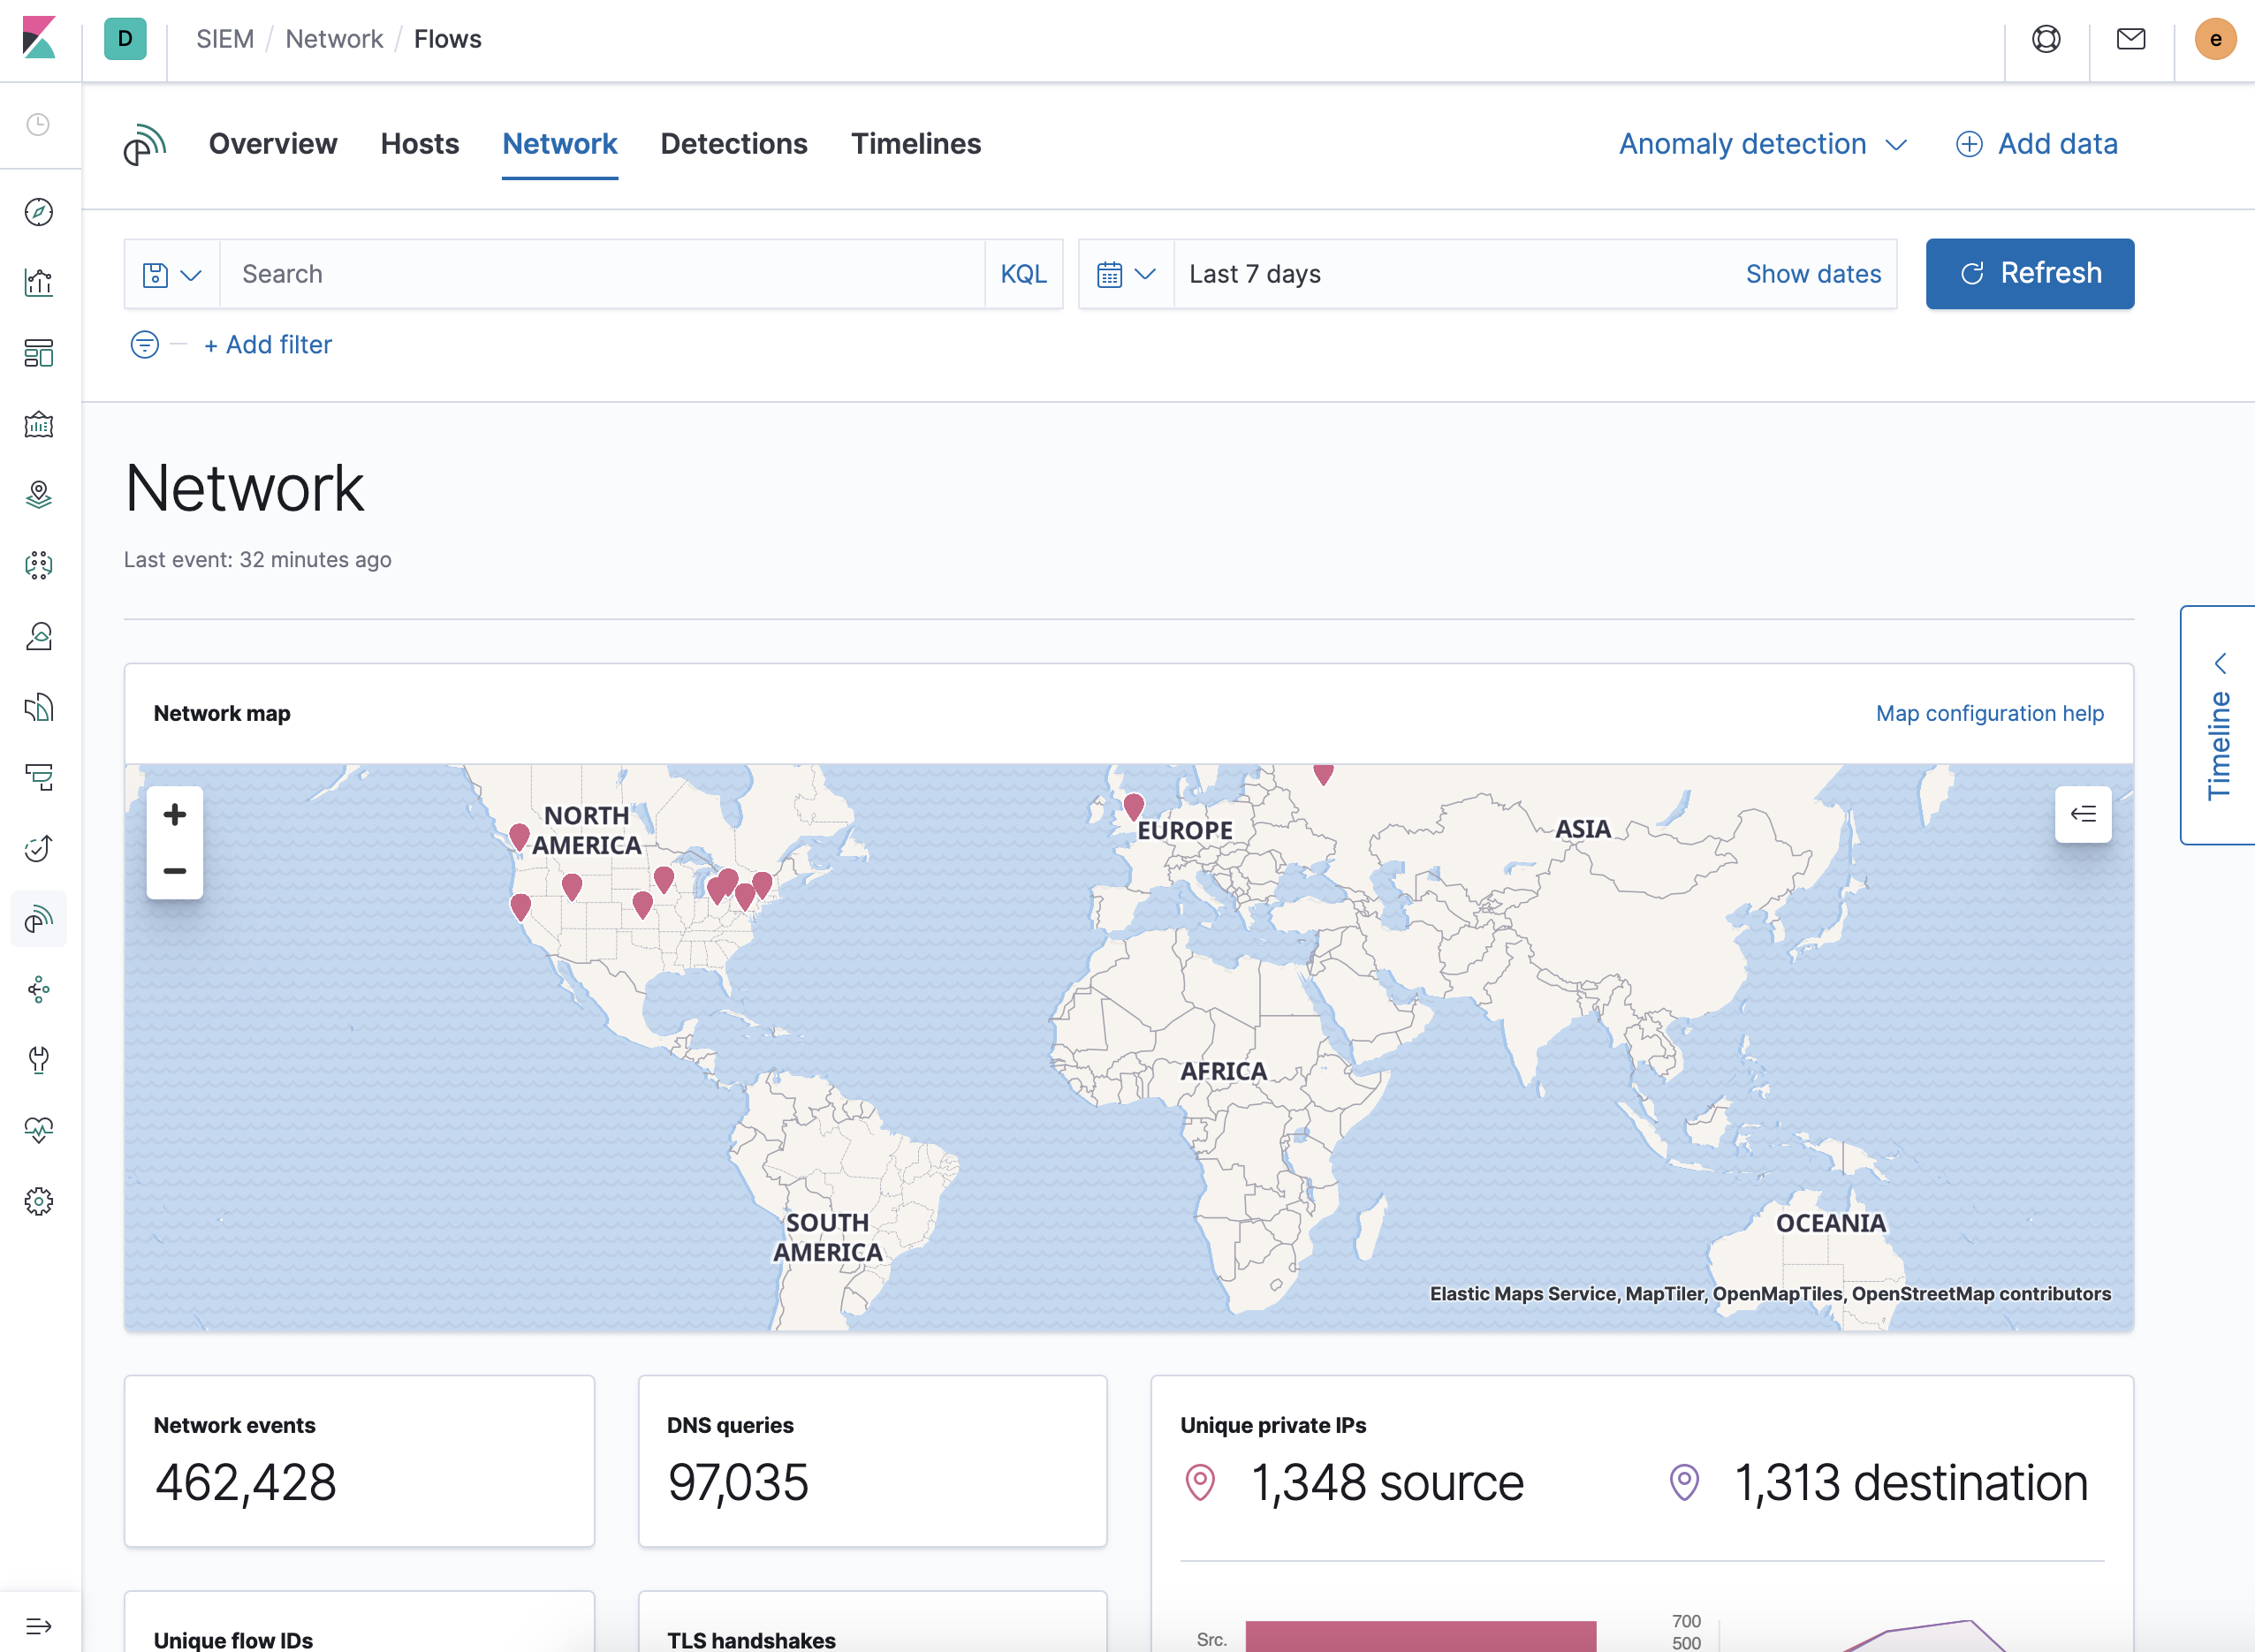 D
SIEM / Network / Flows
e
Overview
Hosts
Network
Detections
Timelines
Anomaly detection
Add data
Search
KQL
Last 7 days
Show dates
Refresh
+ Add filter
Network
Last event: 32 minutes ago
Timeline
Network map
Map configuration help
+
−
NORTH
AMERICA
EUROPE
ASIA
AFRICA
SOUTH
AMERICA
OCEANIA
Elastic Maps Service, MapTiler, OpenMapTiles, OpenStreetMap contributors
Network events
462,428
DNS queries
97,035
Unique private IPs
1,348 source
1,313 destination
Unique flow IDs
TLS handshakes
Src.
700
500